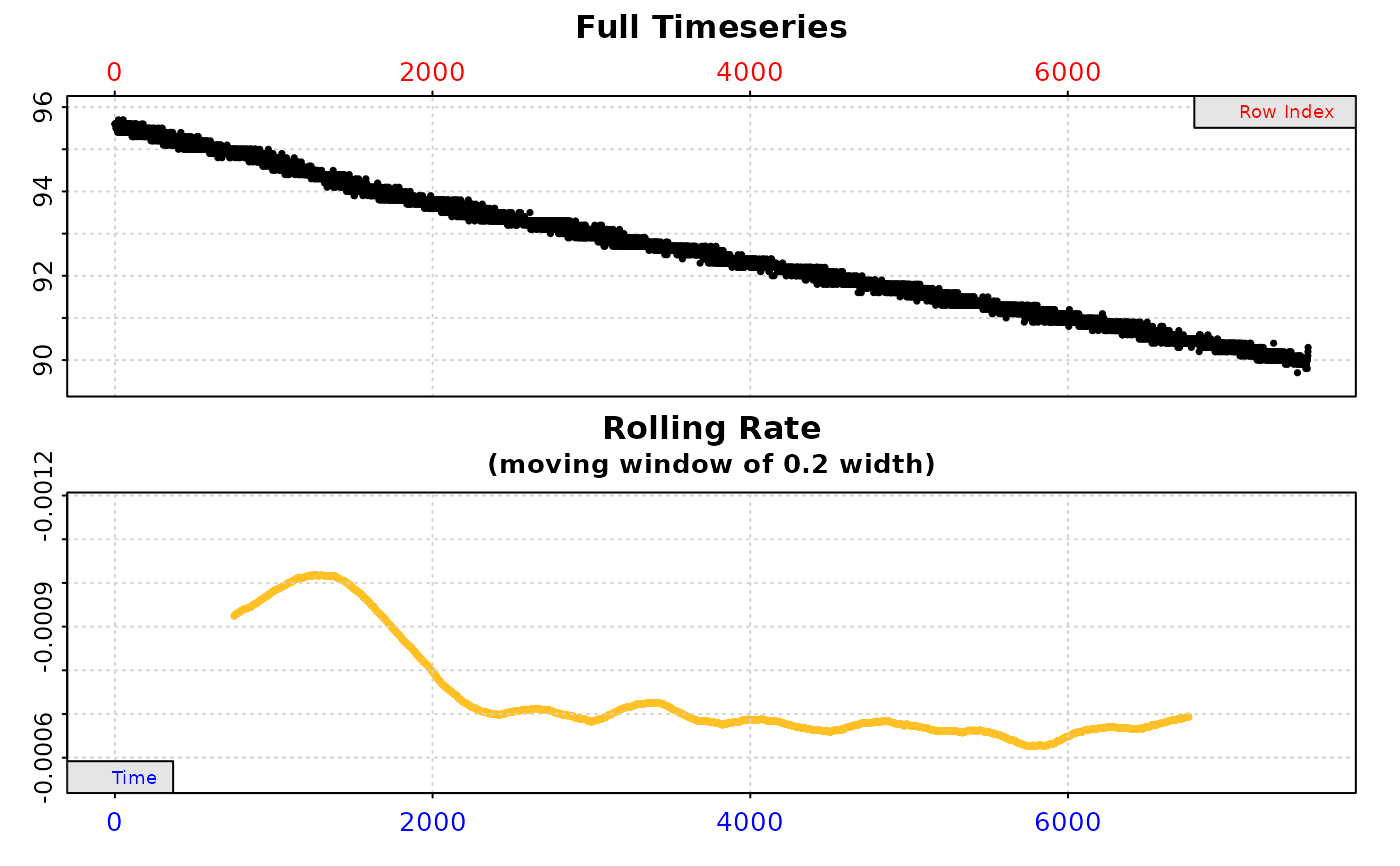 Full Timeseries
0 2000 4000 6000
Row Index
96
94
92
90
Rolling Rate
(moving window of 0.2 width)
-0.0012
-0.0009
-0.0006
Time
0 2000 4000 6000